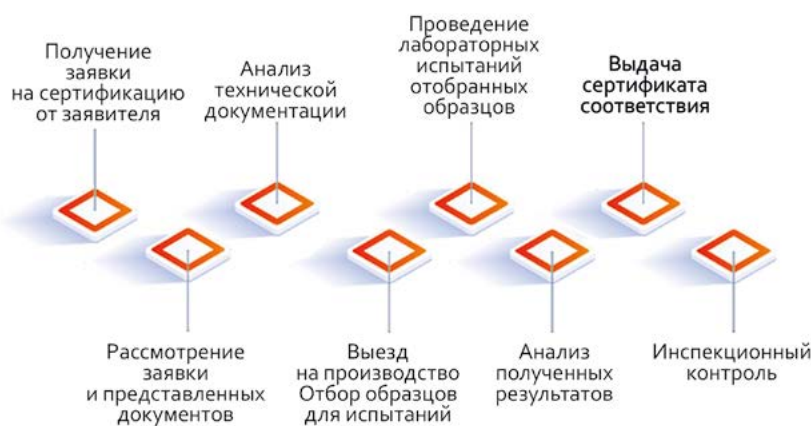 Получение
заявки
на сертификацию
от заявителя
Рассмотрение
заявки
и представленных
документов
Анализ
технической
документации
Выезд
на производство
Отбор образцов
для испытаний
Проведение
лабораторных
испытаний
отобранных
образцов
Анализ
полученных
результатов
Выдача
сертификата
соответствия
Инспекционный
контроль